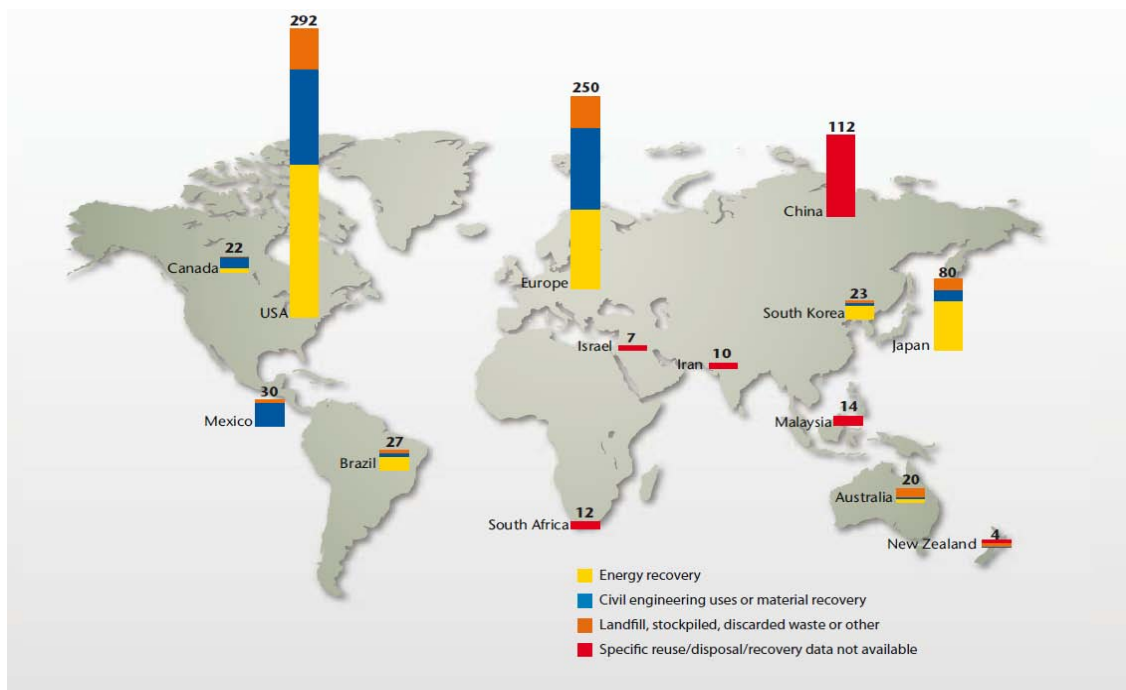 292
250
112
China
22
Canada
USA
Europe
23
South Korea
80
Japan
7
Israel
10
Iran
30
Mexico
14
Malaysia
27
Brazil
20
Australia
12
South Africa
4
New Zealand
Energy recovery
Civil engineering uses or material recovery
Landfill, stockpiled, discarded waste or other
Specific reuse/disposal/recovery data not available